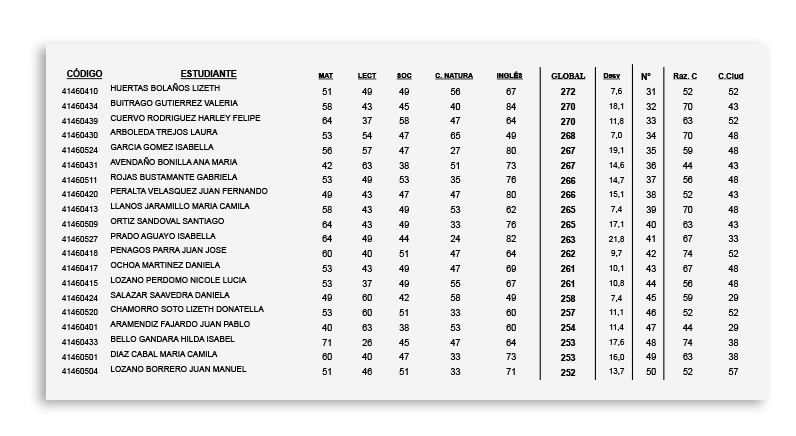 CÓDIGO ESTUDIANTE MAT LECT SOC C. NATURA INGLÉS GLOBAL Desv N° Raz. C C.Ciud
41460410 HUERTAS BOLAÑOS LIZETH 51 49 49 56 67 272 7,6 31 52 52
41460434 BUITRAGO GUTIERREZ VALERIA 58 43 45 40 84 270 18,1 32 70 43
41460439 CUERVO RODRIGUEZ HARLEY FELIPE 64 37 58 47 64 270 11,8 33 63 52
41460430 ARBOLEDA TREJOS LAURA 53 54 47 65 49 268 7,0 34 70 48
41460524 GARCIA GOMEZ ISABELLA 56 57 47 27 80 267 19,1 35 59 48
41460431 AVENDAÑO BONILLA ANA MARIA 42 63 38 51 73 267 14,6 36 44 43
41460511 ROJAS BUSTAMANTE GABRIELA 53 49 53 35 76 266 14,7 37 56 48
41460420 PERALTA VELASQUEZ JUAN FERNANDO 49 43 47 47 80 266 15,1 38 52 43
41460413 LLANOS JARAMILLO MARIA CAMILA 58 43 49 53 62 265 7,4 39 70 48
41460509 ORTIZ SANDOVAL SANTIAGO 64 43 49 33 76 265 17,1 40 63 43
41460527 PRADO AGUAYO ISABELLA 64 49 44 24 82 263 21,8 41 67 33
41460418 PENAGOS PARRA JUAN JOSE 60 40 51 47 64 262 9,7 42 74 52
41460417 OCHOA MARTINEZ DANIELA 53 43 49 47 69 261 10,1 43 67 48
41460415 LOZANO PERDOMO NICOLE LUCIA 53 37 49 55 67 261 10,8 44 56 48
41460424 SALAZAR SAAVEDRA DANIELA 49 60 42 58 49 258 7,4 45 59 29
41460520 CHAMORRO SOTO LIZETH DONATELLA 53 60 51 33 60 257 11,1 46 52 52
41460401 ARAMENDIZ FAJARDO JUAN PABLO 40 63 38 53 60 254 11,4 47 44 29
41460433 BELLO GANDARA HILDA ISABEL 71 26 45 47 64 253 17,6 48 74 38
41460501 DIAZ CABAL MARIA CAMILA 60 40 47 33 73 253 16,0 49 63 38
41460504 LOZANO BORRERO JUAN MANUEL 51 46 51 33 71 252 13,7 50 52 57